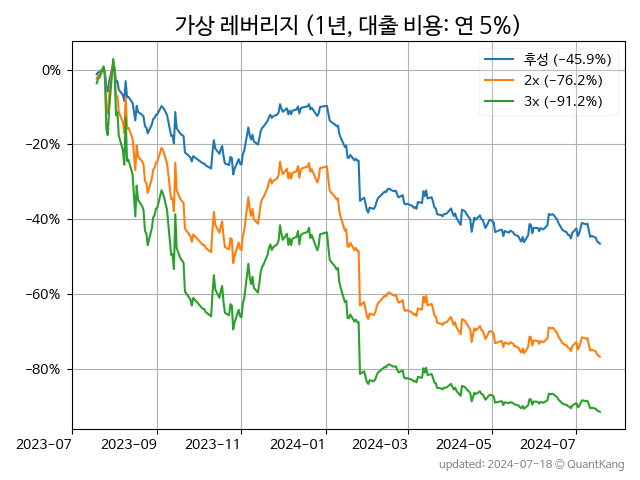 가상 레버리지 (1년, 대출 비용: 연 5%)
후성 (−45.9%)
2x (−76.2%)
3x (−91.2%)
0%
−20%
−40%
−60%
−80%
2023-07 2023-09 2023-11 2024-01 2024-03 2024-05 2024-07
updated: 2024-07-18 © QuantKang